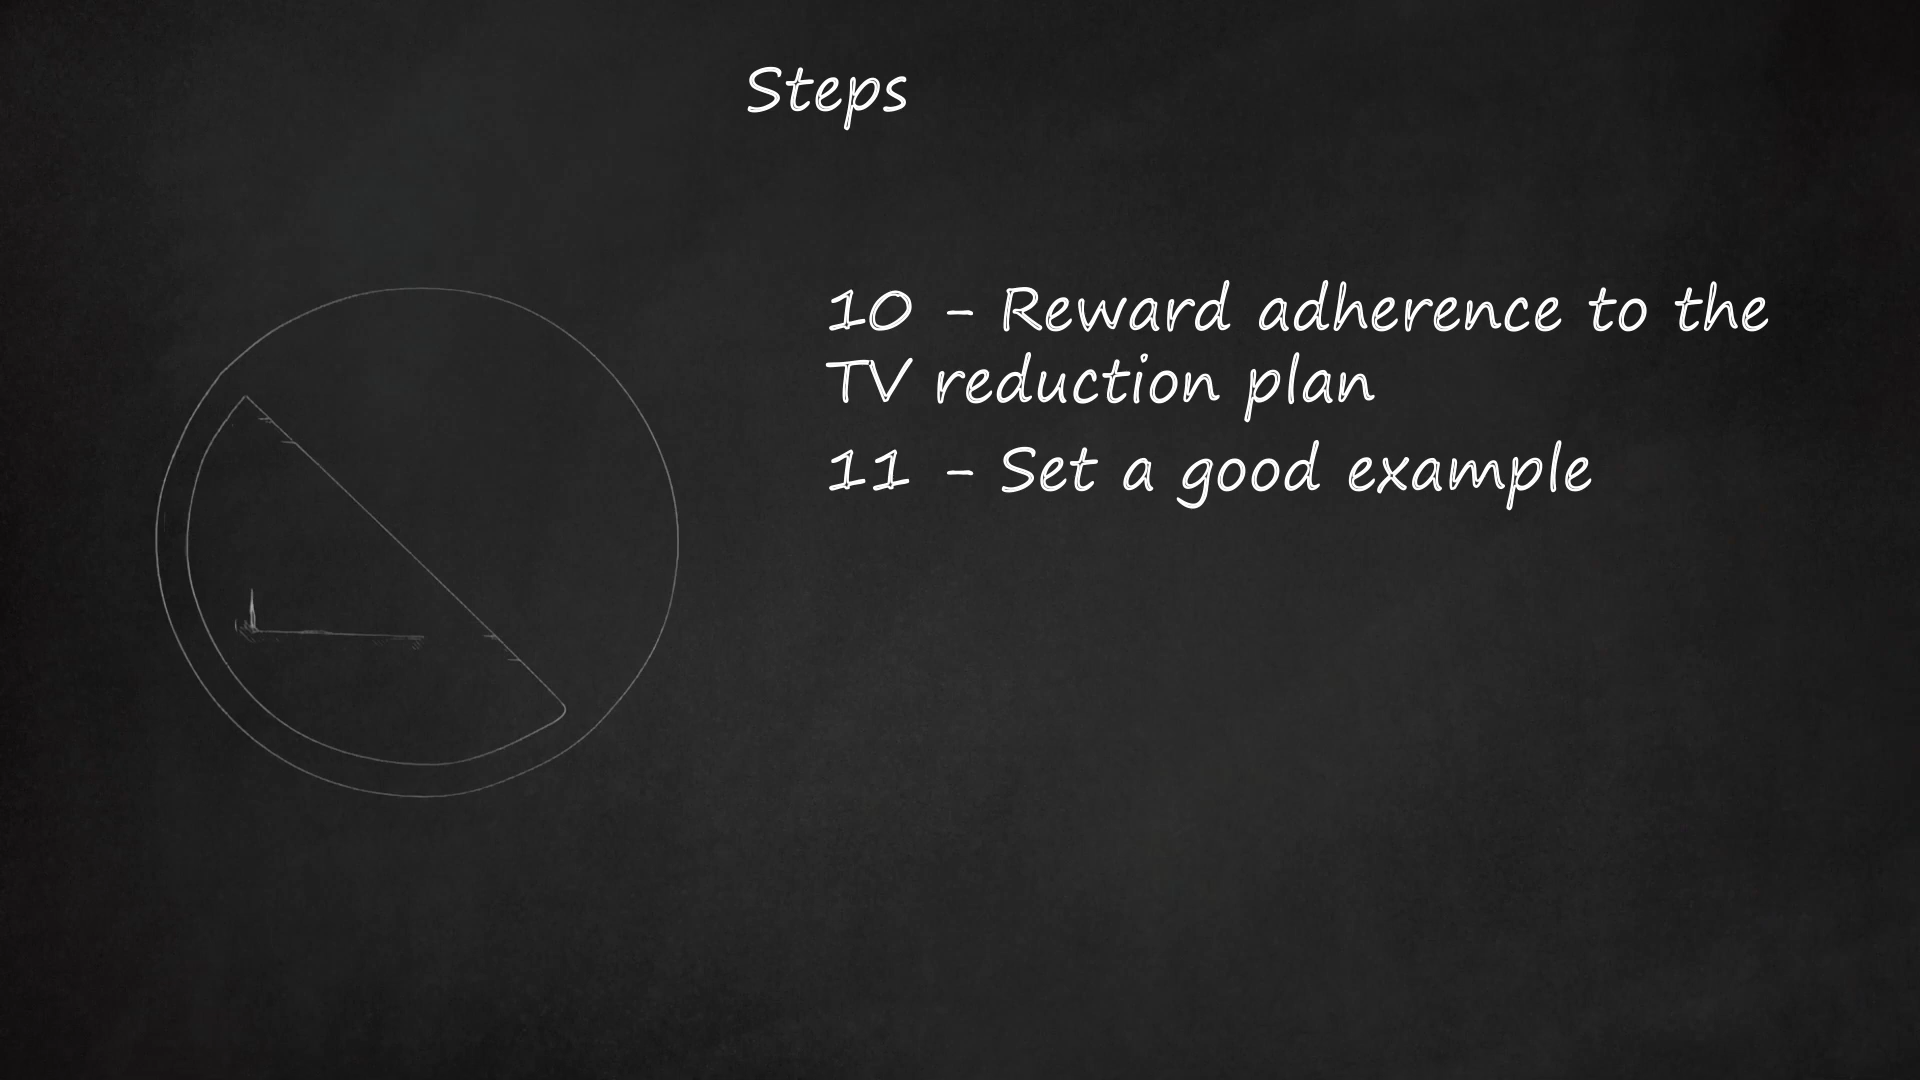 Steps
10 - Reward adherence to the
TV reduction plan
11 - Set a good example